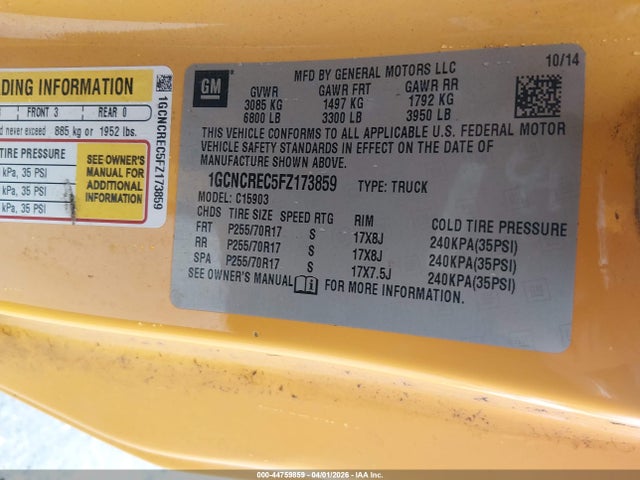 DING INFORMATION
FRONT 3 REAR 0
d never exceed 885 kg or 1952 lbs.
TIRE PRESSURE
kPa, 35 PSI
kPa, 35 PSI
kPa, 35 PSI
SEE OWNER'S
MANUAL FOR
ADDITIONAL
INFORMATION
1GCNCREC5FZ173859
GM
MFD BY GENERAL MOTORS LLC 10/14
GVWR GAWR FRT GAWR RR
3085 KG 1497 KG 1792 KG
6800 LB 3300 LB 3950 LB
THIS VEHICLE CONFORMS TO ALL APPLICABLE U.S. FEDERAL MOTOR
VEHICLE SAFETY STANDARDS IN EFFECT ON THE DATE OF
MANUFACTURE SHOWN ABOVE.
1GCNCREC5FZ173859 TYPE: TRUCK
MODEL: C15903
CHDS TIRE SIZE SPEED RTG RIM COLD TIRE PRESSURE
FRT P255/70R17 S 17X8J 240KPA(35PSI)
RR P255/70R17 S 17X8J 240KPA(35PSI)
SPA P255/70R17 S 17X7.5J 240KPA(35PSI)
SEE OWNER'S MANUAL FOR MORE INFORMATION.
000-44759859 - 04/01/2026 - IAA Inc.